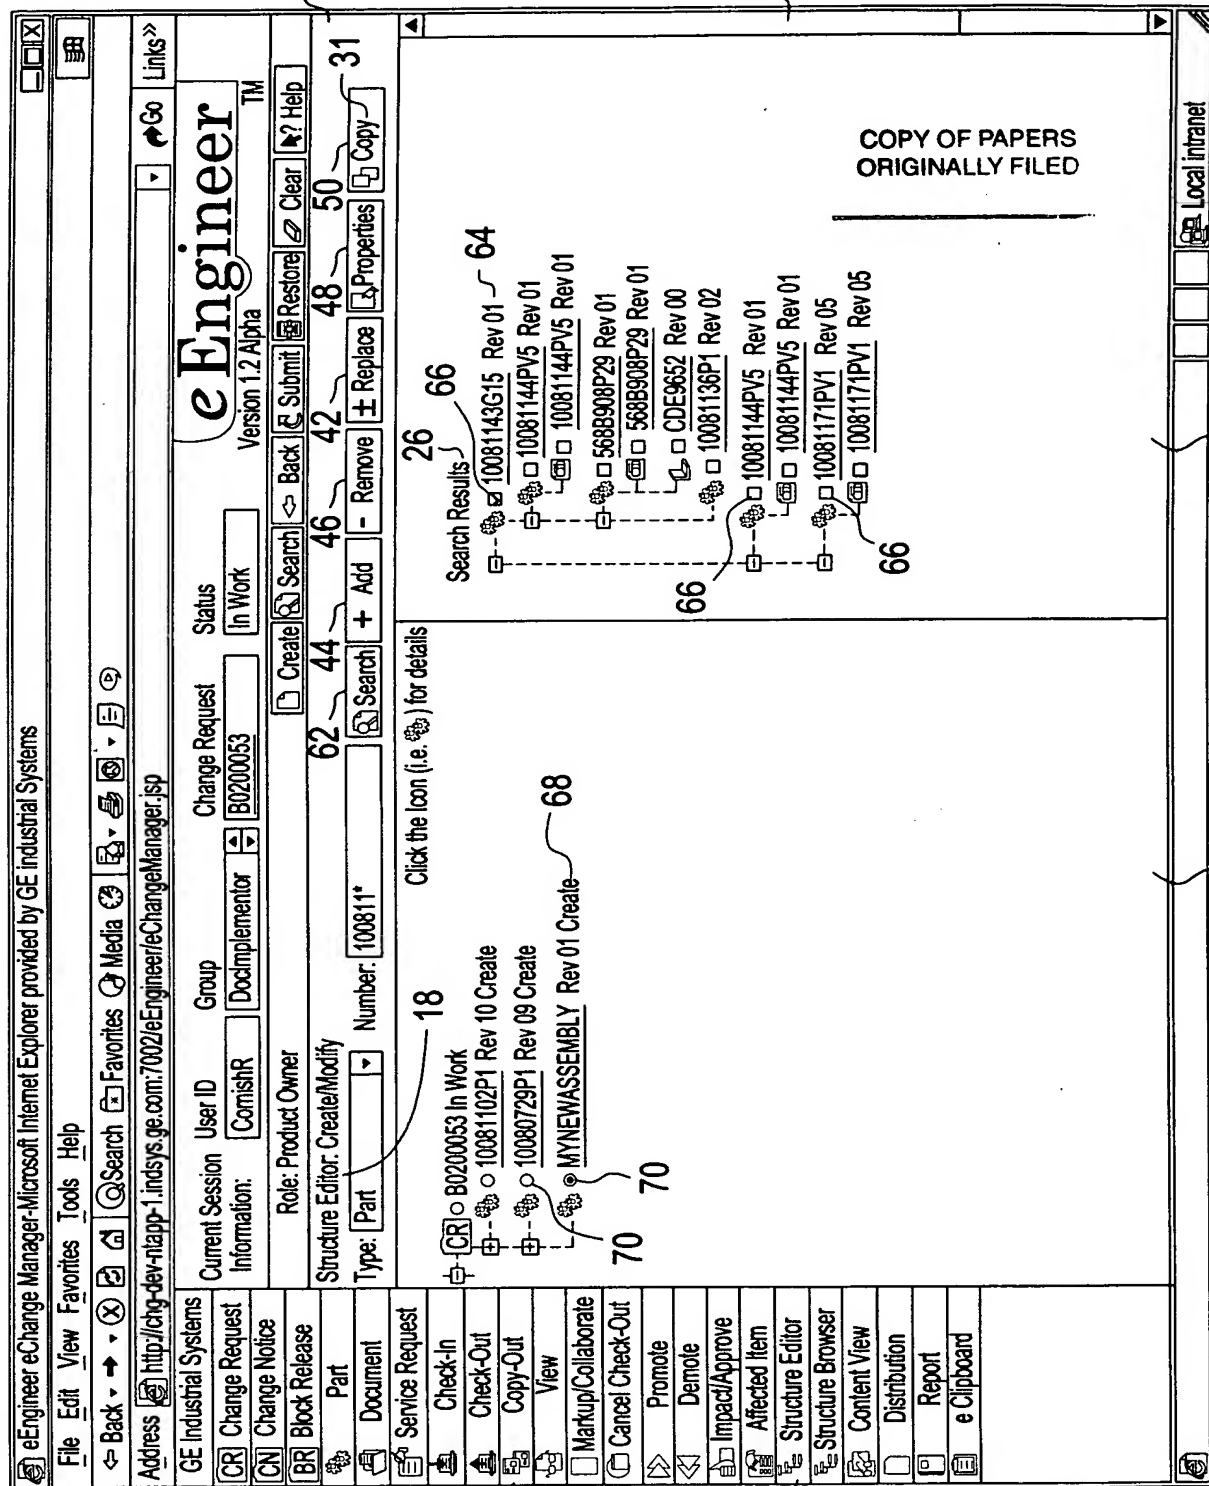 eEngineer eChange Manager-Microsoft Internet Explorer provided by GE industrial Systems
File Edit View Favorites Tools Help
Back Search Favorites Media
Address http://chg-dev-ntapp-1.indsys.ge.com:7002/eEngineer/eChangeManager.jsp Go Links»
GE Industrial Systems
CR Change Request
CN Change Notice
BR Block Release
Part
Document
Service Request
Check-In
Check-Out
Copy-Out
View
Markup/Collaborate
Cancel Check-Out
Promote
Demote
Impact/Approve
Affected Item
Structure Editor
Structure Browser
Content View
Distribution
Report
e Clipboard
Current Session Information:
User ID Group Change Request Status
ComishR DocImplementor B0200053 In Work
e Engineer TM
Version 1.2 Alpha
Role: Product Owner
Create Search Back Submit Restore Clear ? Help
Structure Editor: Create/Modify
62 44 46 42 48 50 31
Type: Part Number: 100811* Search + Add - Remove ± Replace Properties Copy
18
Click the Icon (i.e. ) for details
CR B0200053 In Work
10081102P1 Rev 10 Create
10080729P1 Rev 09 Create
MYNEWASSEMBLY Rev 01 Create 68
70
70
Search Results 26
66
10081143G15 Rev 01 64
10081144PV5 Rev 01
10081144PV5 Rev 01
568B908P29 Rev 01
568B908P29 Rev 01
CDE9652 Rev 00
10081136P1 Rev 02
66
10081144PV5 Rev 01
10081144PV5 Rev 01
10081171PV1 Rev 05
10081171PV1 Rev 05
66
COPY OF PAPERS
ORIGINALLY FILED
Local intranet